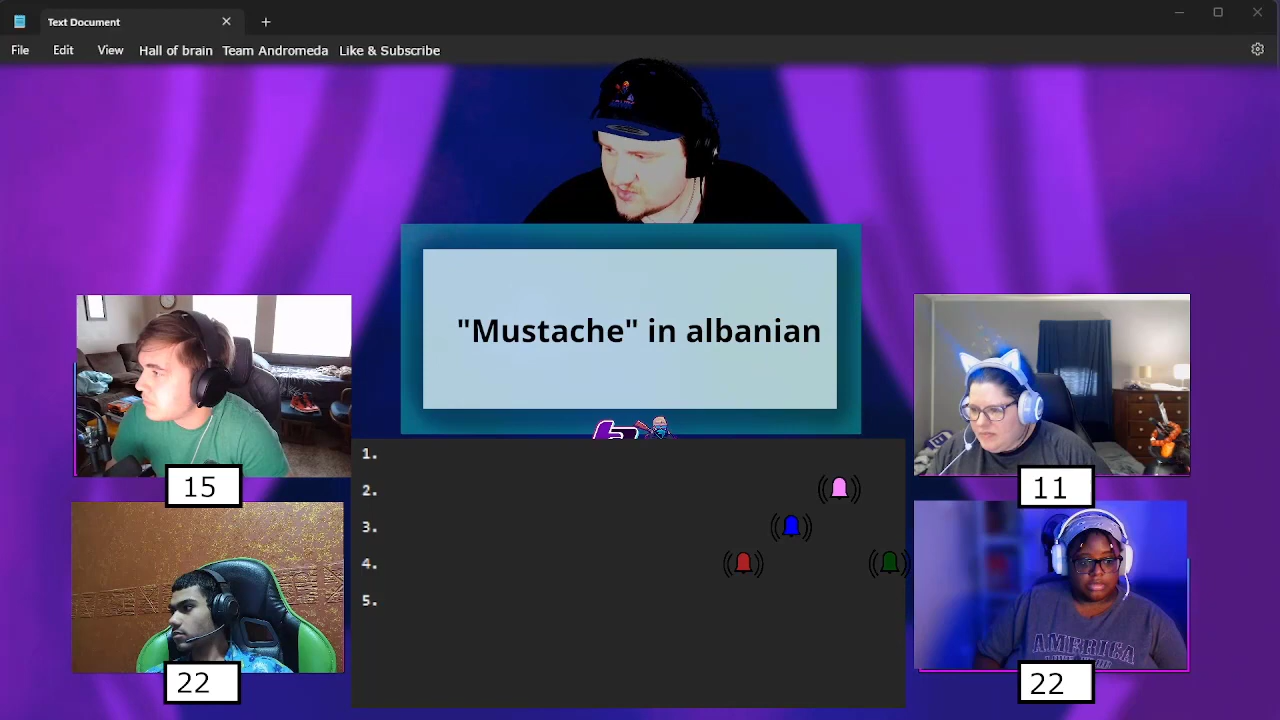 Text Document
File Edit View Hall of brain Team Andromeda Like & Subscribe
"Mustache" in albanian
1.
2.
3.
4.
5.
15
11
22
22
AMERICA